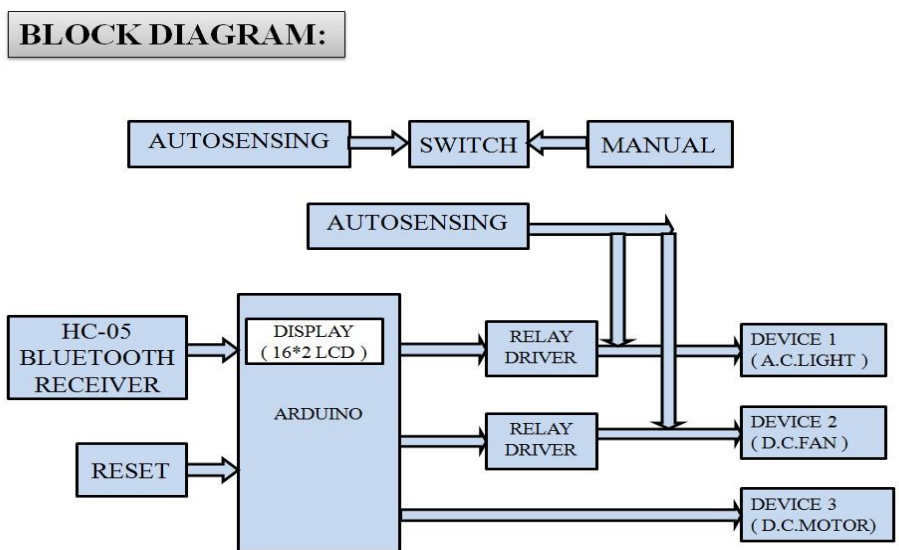 BLOCK DIAGRAM:
AUTOSENSING
SWITCH
MANUAL
AUTOSENSING
HC-05
BLUETOOTH
RECEIVER
DISPLAY
( 16*2 LCD )
ARDUINO
RELAY
DRIVER
DEVICE 1
( A.C.LIGHT )
RELAY
DRIVER
DEVICE 2
( D.C.FAN )
RESET
DEVICE 3
( D.C.MOTOR)